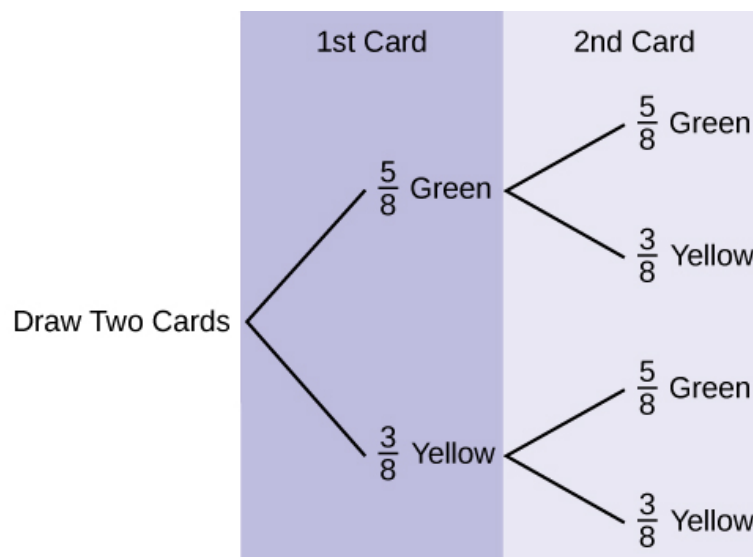 1st Card
2nd Card
5/8 Green
5/8 Green
3/8 Yellow
Draw Two Cards
5/8 Green
3/8 Yellow
3/8 Yellow